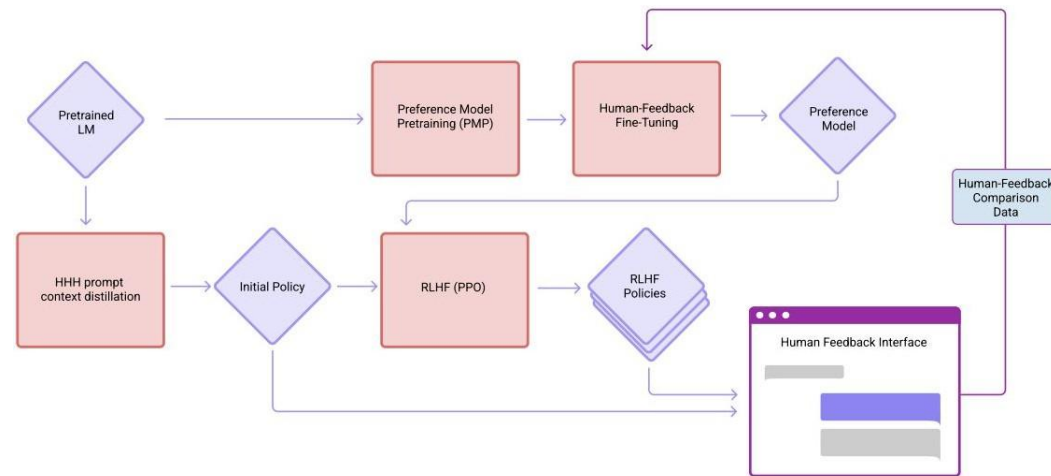 Pretrained
LM
Preference Model
Pretraining (PMP)
Human-Feedback
Fine-Tuning
Preference
Model
Human-Feedback
Comparison
Data
HHH prompt
context distillation
Initial Policy
RLHF (PPO)
RLHF
Policies
Human Feedback Interface